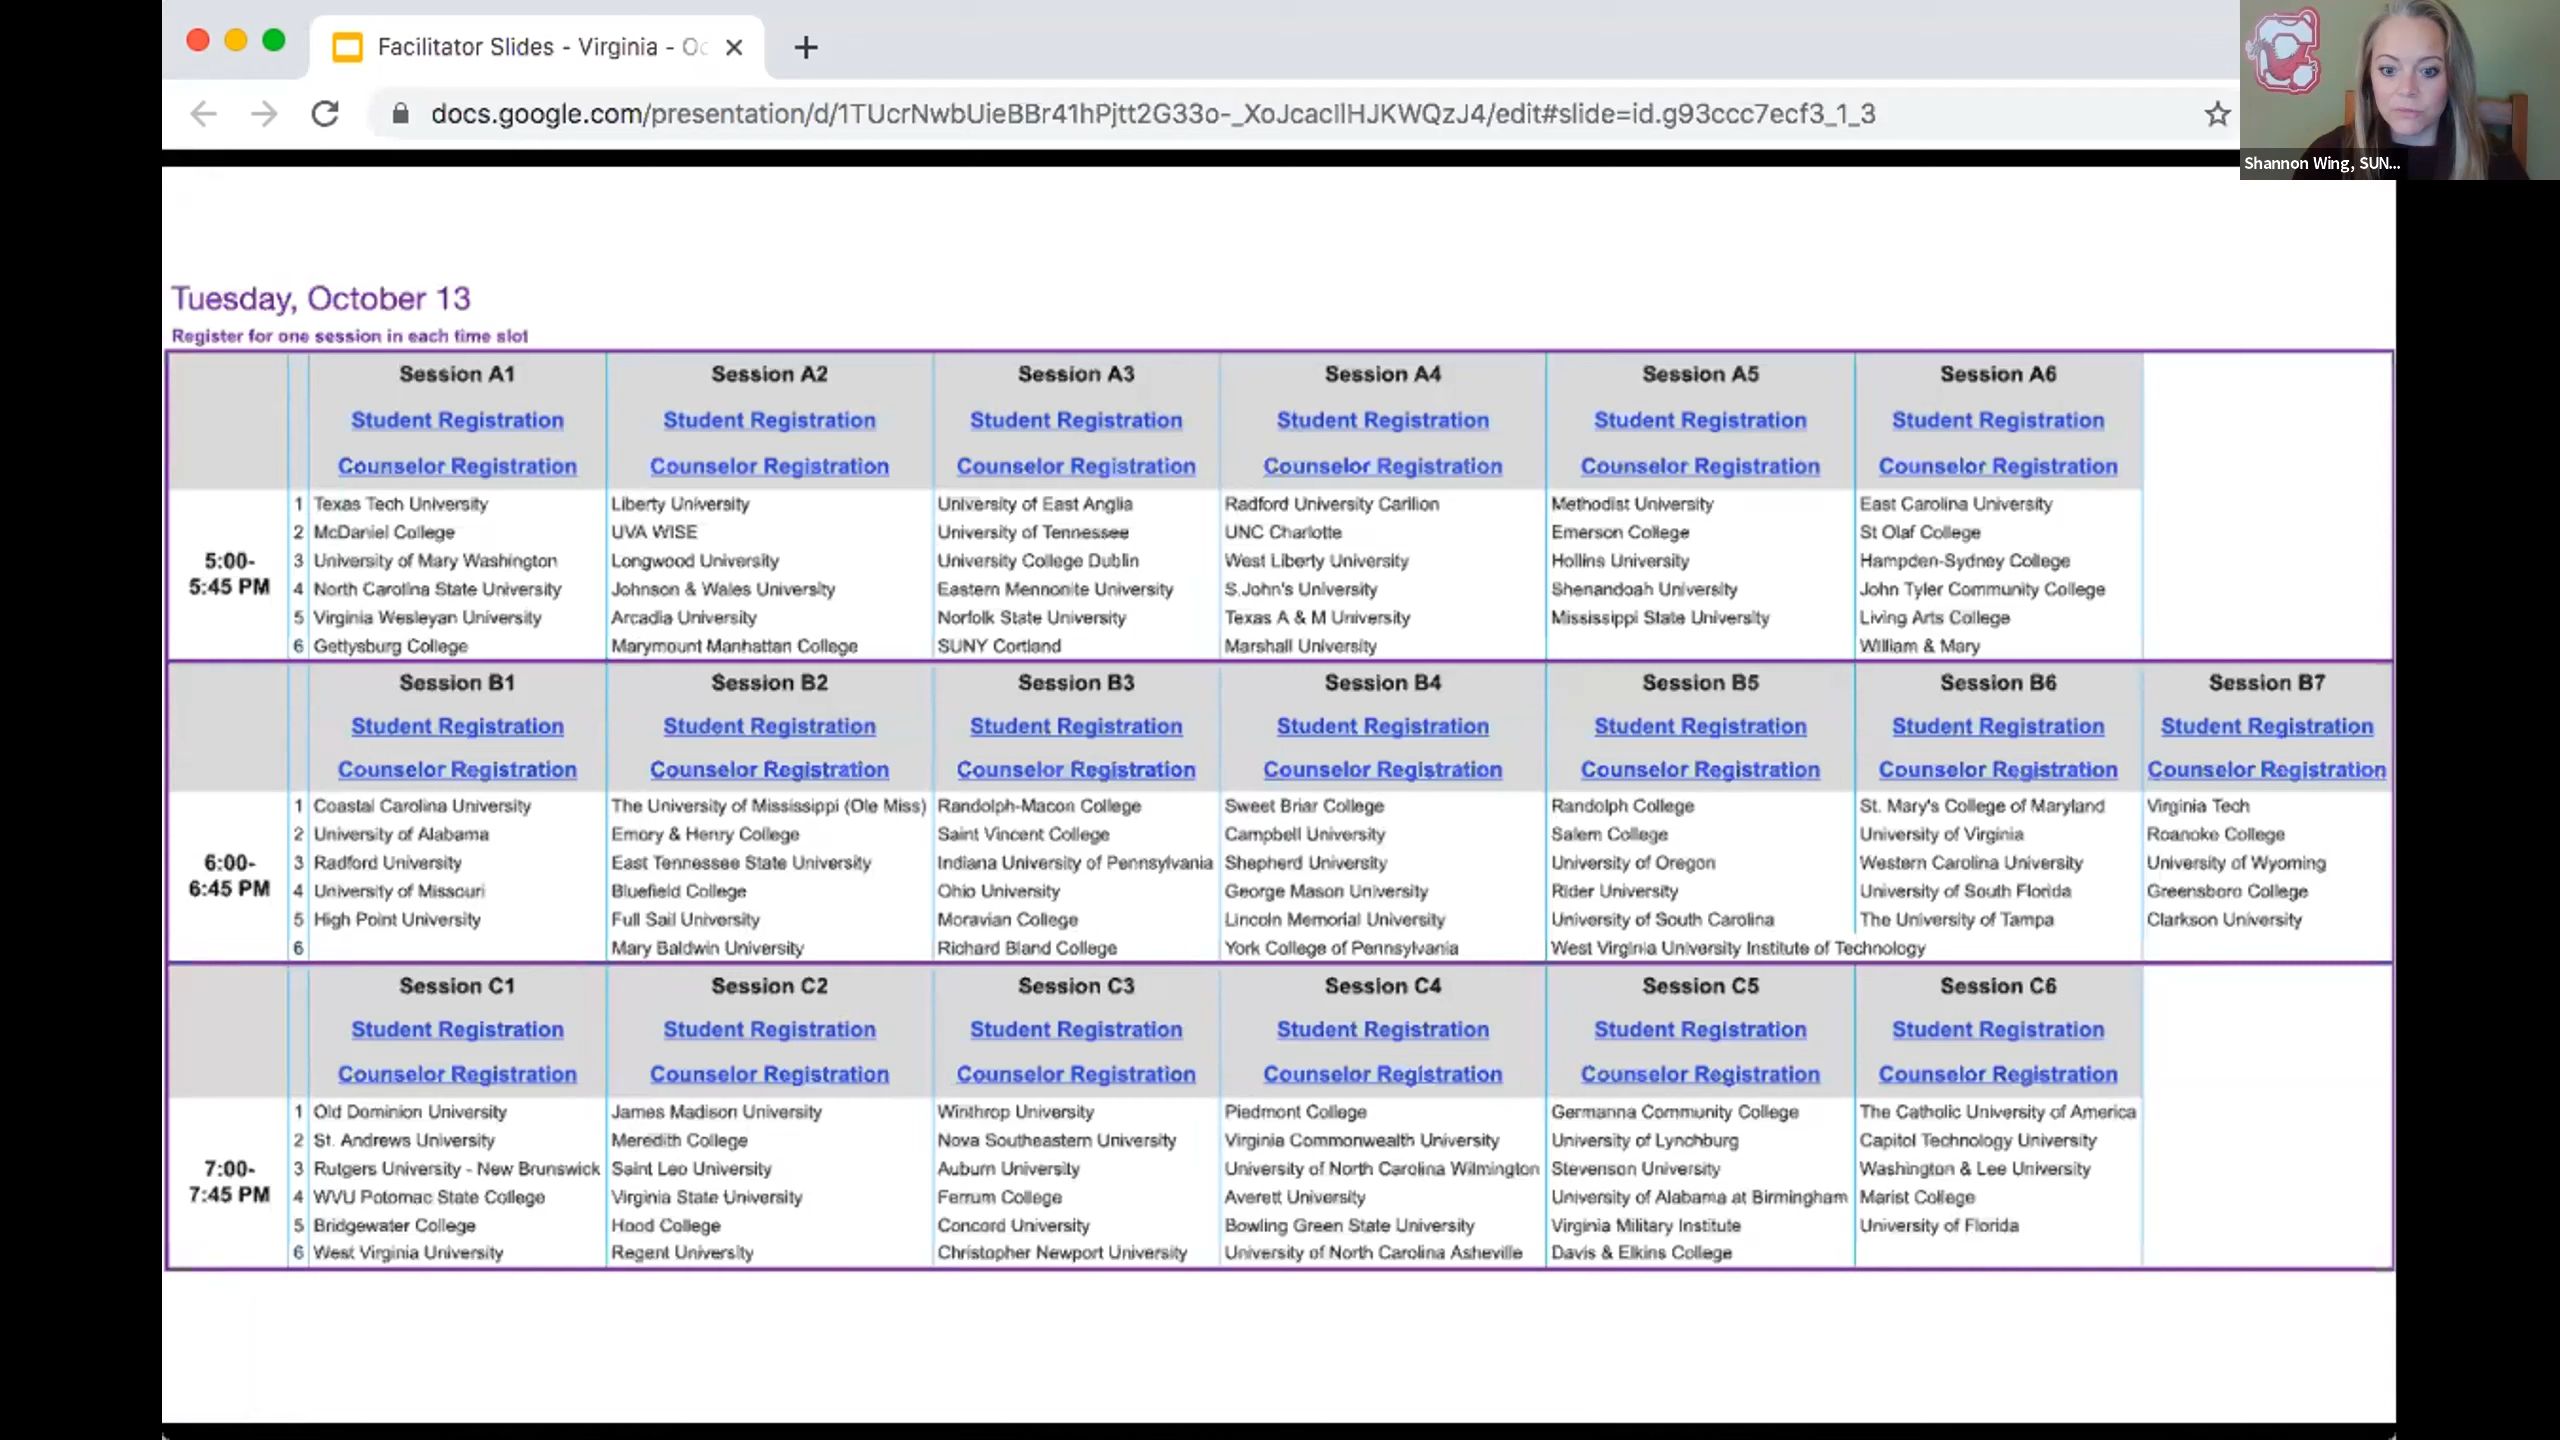 Facilitator Slides - Virginia - Oc
docs.google.com/presentation/d/1TUcrNwbUieBBr41hPjtt2G33o-_XoJcacIlHJKWQzJ4/edit#slide=id.g93ccc7ecf3_1_3
Shannon Wing, SUN...
Tuesday, October 13
Register for one session in each time slot
Session A1 Session A2 Session A3 Session A4 Session A5 Session A6
Student Registration Student Registration Student Registration Student Registration Student Registration Student Registration
Counselor Registration Counselor Registration Counselor Registration Counselor Registration Counselor Registration Counselor Registration
5:00-
5:45 PM
1 Texas Tech University Liberty University University of East Anglia Radford University Carilion Methodist University East Carolina University
2 McDaniel College UVA WISE University of Tennessee UNC Charlotte Emerson College St Olaf College
3 University of Mary Washington Longwood University University College Dublin West Liberty University Hollins University Hampden-Sydney College
4 North Carolina State University Johnson & Wales University Eastern Mennonite University S.John's University Shenandoah University John Tyler Community College
5 Virginia Wesleyan University Arcadia University Norfolk State University Texas A & M University Mississippi State University Living Arts College
6 Gettysburg College Marymount Manhattan College SUNY Cortland Marshall University William & Mary
Session B1 Session B2 Session B3 Session B4 Session B5 Session B6 Session B7
Student Registration Student Registration Student Registration Student Registration Student Registration Student Registration Student Registration
Counselor Registration Counselor Registration Counselor Registration Counselor Registration Counselor Registration Counselor Registration Counselor Registration
6:00-
6:45 PM
1 Coastal Carolina University The University of Mississippi (Ole Miss) Randolph-Macon College Sweet Briar College Randolph College St. Mary's College of Maryland Virginia Tech
2 University of Alabama Emory & Henry College Saint Vincent College Campbell University Salem College University of Virginia Roanoke College
3 Radford University East Tennessee State University Indiana University of Pennsylvania Shepherd University University of Oregon Western Carolina University University of Wyoming
4 University of Missouri Bluefield College Ohio University George Mason University Rider University University of South Florida Greensboro College
5 High Point University Full Sail University Moravian College Lincoln Memorial University University of South Carolina The University of Tampa Clarkson University
6 Mary Baldwin University Richard Bland College York College of Pennsylvania West Virginia University Institute of Technology
Session C1 Session C2 Session C3 Session C4 Session C5 Session C6
Student Registration Student Registration Student Registration Student Registration Student Registration Student Registration
Counselor Registration Counselor Registration Counselor Registration Counselor Registration Counselor Registration Counselor Registration
7:00-
7:45 PM
1 Old Dominion University James Madison University Winthrop University Piedmont College Germanna Community College The Catholic University of America
2 St. Andrews University Meredith College Nova Southeastern University Virginia Commonwealth University University of Lynchburg Capitol Technology University
3 Rutgers University - New Brunswick Saint Leo University Auburn University University of North Carolina Wilmington Stevenson University Washington & Lee University
4 WVU Potomac State College Virginia State University Ferrum College Averett University University of Alabama at Birmingham Marist College
5 Bridgewater College Hood College Concord University Bowling Green State University Virginia Military Institute University of Florida
6 West Virginia University Regent University Christopher Newport University University of North Carolina Asheville Davis & Elkins College